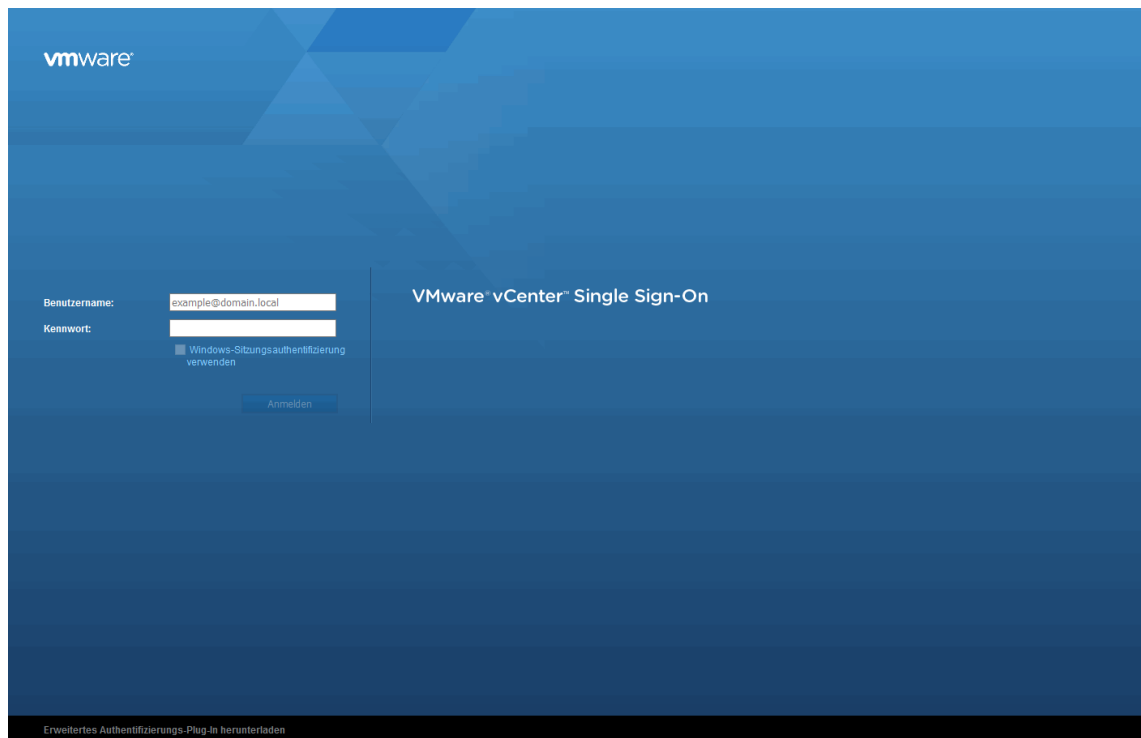 vmware®
Benutzername:
example@domain.local
VMware® vCenter™ Single Sign-On
Kennwort:
Windows-Sitzungsauthentifizierung
verwenden
Anmelden
Erweitertes Authentifizierungs-Plug-In herunterladen